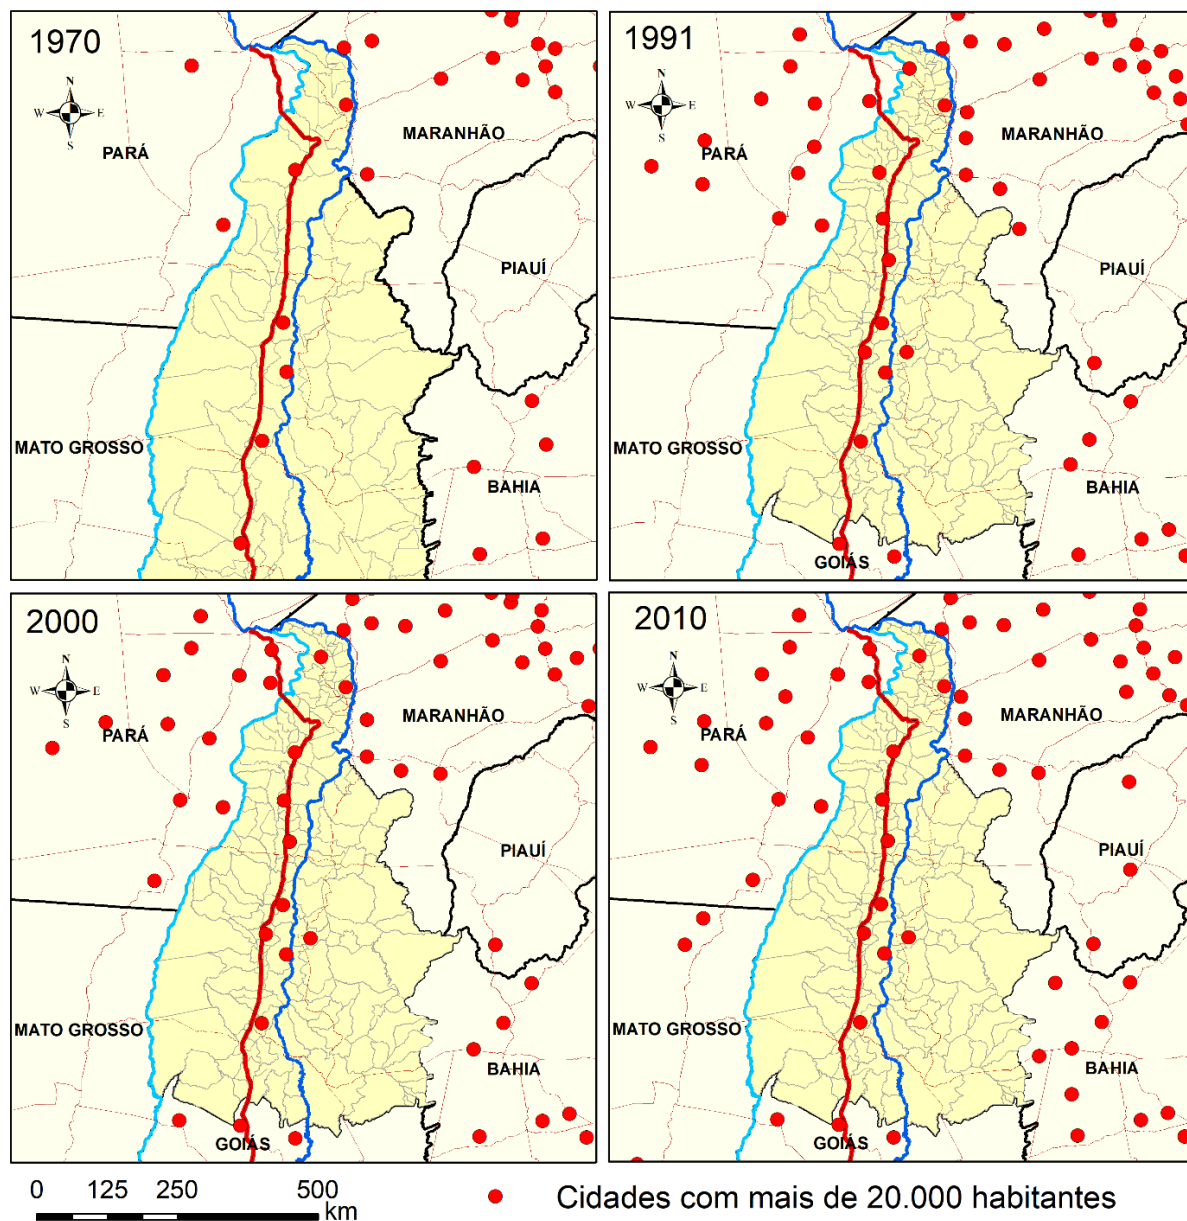 1970
N
W E
S
PARÁ
MARANHÃO
PIAUÍ
MATO GROSSO
BAHIA
1991
N
W E
S
PARÁ
MARANHÃO
PIAUÍ
MATO GROSSO
BAHIA
GOIÁS
2000
N
W E
S
PARÁ
MARANHÃO
PIAUÍ
MATO GROSSO
BAHIA
GOIÁS
2010
N
W E
S
PARÁ
MARANHÃO
PIAUÍ
MATO GROSSO
BAHIA
GOIÁS
0 125 250 500
km
Cidades com mais de 20.000 habitantes